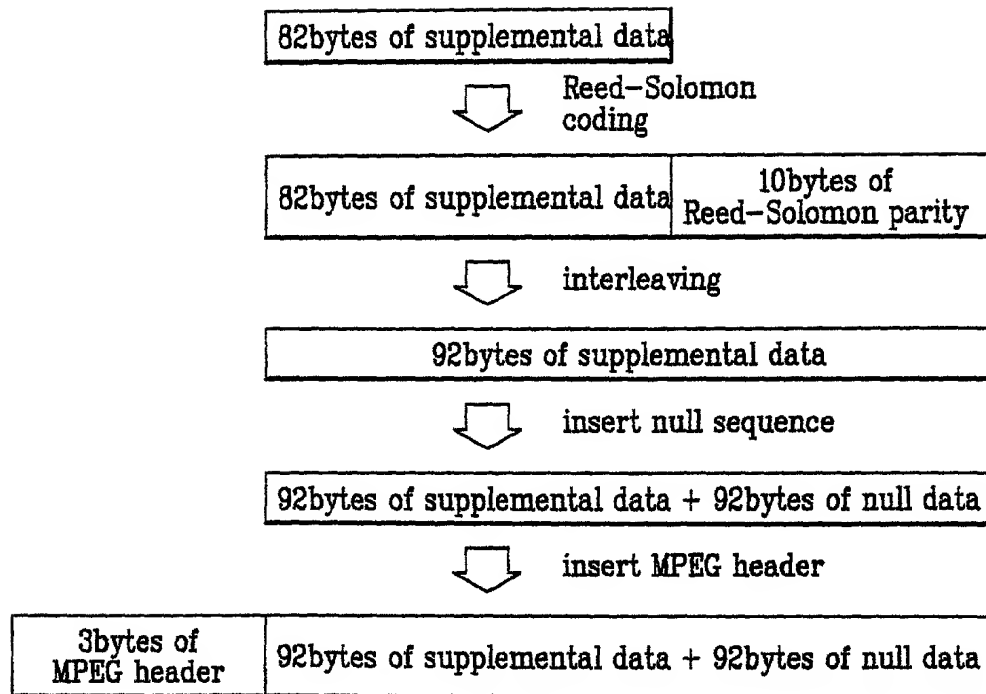 82bytes of supplemental data
Reed-Solomon
coding
82bytes of supplemental data
10bytes of
Reed-Solomon parity
interleaving
92bytes of supplemental data
insert null sequence
92bytes of supplemental data + 92bytes of null data
insert MPEG header
3bytes of
MPEG header
92bytes of supplemental data + 92bytes of null data